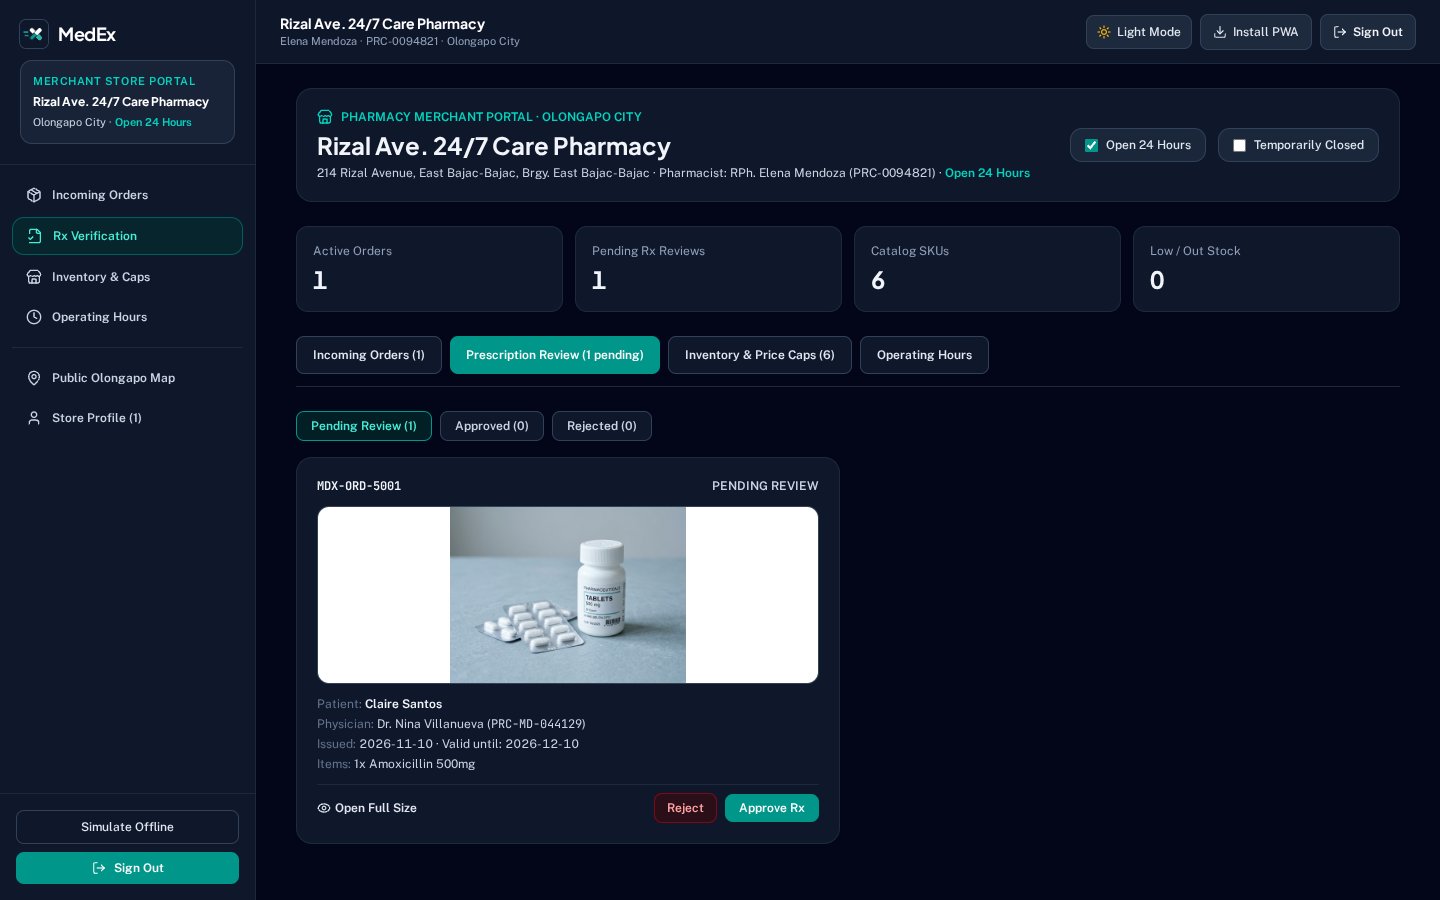 MedEx
MERCHANT STORE PORTAL
Rizal Ave. 24/7 Care Pharmacy
Olongapo City · Open 24 Hours
Incoming Orders
Rx Verification
Inventory & Caps
Operating Hours
Public Olongapo Map
Store Profile (1)
Simulate Offline
Sign Out
Rizal Ave. 24/7 Care Pharmacy
Elena Mendoza · PRC-0094821 · Olongapo City
Light Mode
Install PWA
Sign Out
PHARMACY MERCHANT PORTAL · OLONGAPO CITY
Rizal Ave. 24/7 Care Pharmacy
214 Rizal Avenue, East Bajac-Bajac, Brgy. East Bajac-Bajac · Pharmacist: RPh. Elena Mendoza (PRC-0094821) · Open 24 Hours
Open 24 Hours
Temporarily Closed
Active Orders
1
Pending Rx Reviews
1
Catalog SKUs
6
Low / Out Stock
0
Incoming Orders (1)
Prescription Review (1 pending)
Inventory & Price Caps (6)
Operating Hours
Pending Review (1)
Approved (0)
Rejected (0)
MDX-ORD-5001
PENDING REVIEW
TABLETS
Patient: Claire Santos
Physician: Dr. Nina Villanueva (PRC-MD-044129)
Issued: 2026-11-10 · Valid until: 2026-12-10
Items: 1x Amoxicillin 500mg
Open Full Size
Reject
Approve Rx